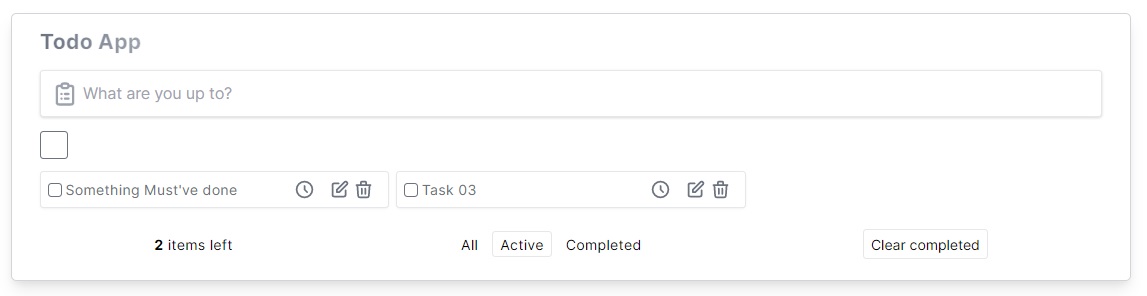 Todo App
What are you up to?
Something Must've done Task 03
2 items left All Active Completed Clear completed